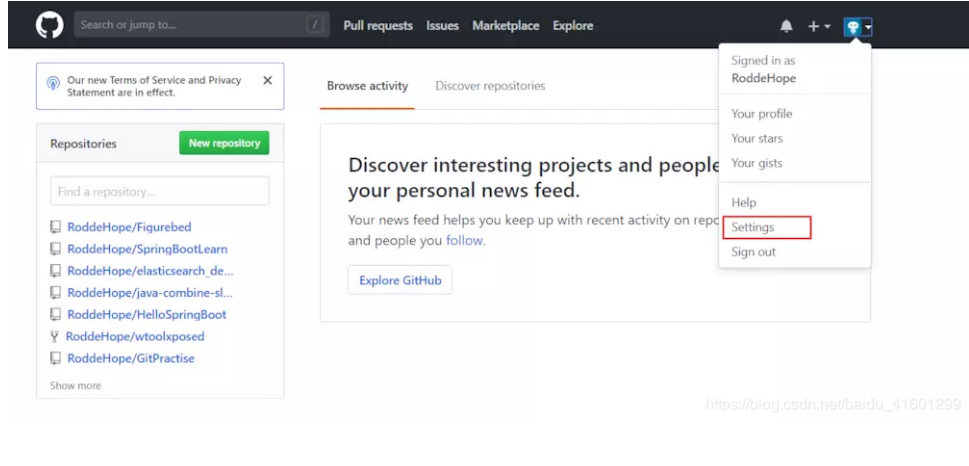 Search or jump to...
/
Pull requests Issues Marketplace Explore
Our new Terms of Service and Privacy
Statement are in effect.
Repositories
New repository
Find a repository...
RoddeHope/Figurebed
RoddeHope/SpringBootLearn
RoddeHope/elasticsearch_de...
RoddeHope/java-combine-sl...
RoddeHope/HelloSpringBoot
RoddeHope/wtoolxposed
RoddeHope/GitPractise
Show more
Browse activity Discover repositories
Discover interesting projects and people
your personal news feed.
Your news feed helps you keep up with recent activity on repo
and people you follow.
Explore GitHub
Signed in as
RoddeHope
Your profile
Your stars
Your gists
Help
Settings
Sign out
https://blog.csdn.net/baidu_41601299